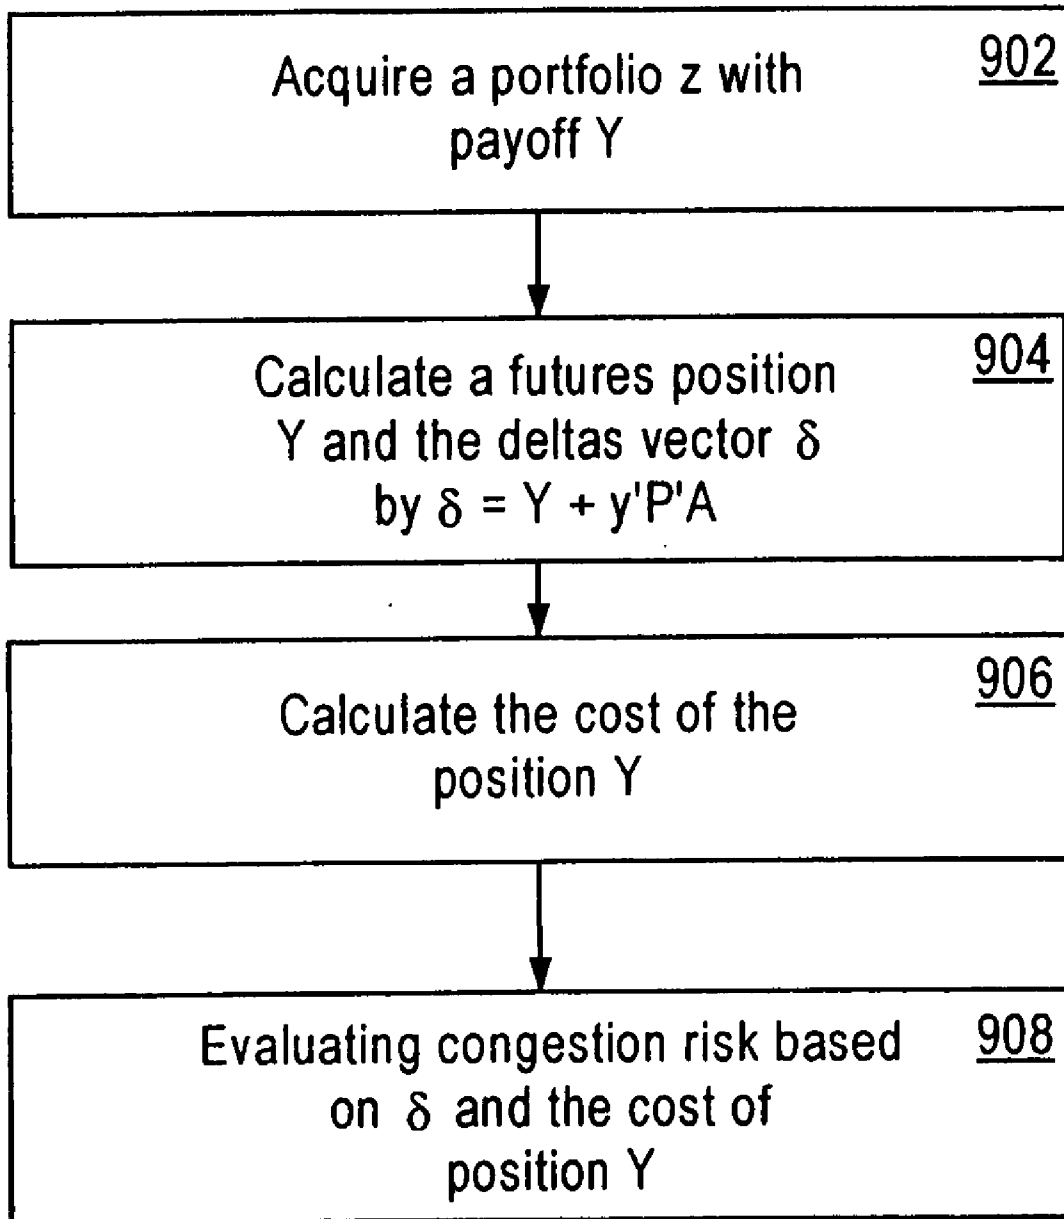 902
Acquire a portfolio z with
payoff Y
904
Calculate a futures position
Y and the deltas vector δ
by δ = Y + y'P'A
906
Calculate the cost of the
position Y
908
Evaluating congestion risk based
on δ and the cost of
position Y